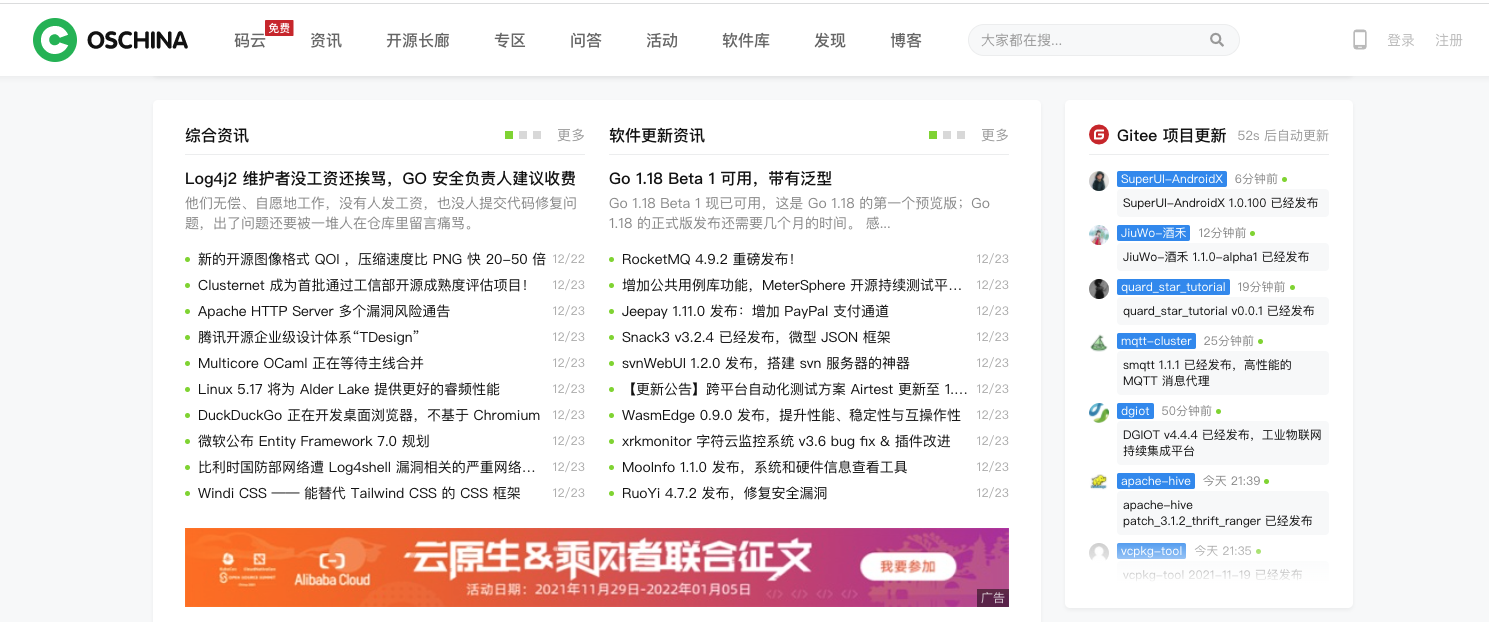 OSCHINA 码云 免费 资讯 开源长廊 专区 问答 活动 软件库 发现 博客 大家都在搜... 登录 注册
综合资讯 更多
Log4j2 维护者没工资还挨骂，GO 安全负责人建议收费
他们无偿、自愿地工作，没有人发工资，也没人提交代码修复问
题，出了问题还要被一堆人在仓库里留言痛骂。
新的开源图像格式 QOI ，压缩速度比 PNG 快 20-50 倍 12/22
Clusternet 成为首批通过工信部开源成熟度评估项目！ 12/23
Apache HTTP Server 多个漏洞风险通告 12/23
腾讯开源企业级设计体系“TDesign” 12/23
Multicore OCaml 正在等待主线合并 12/23
Linux 5.17 将为 Alder Lake 提供更好的睿频性能 12/23
DuckDuckGo 正在开发桌面浏览器，不基于 Chromium 12/23
微软公布 Entity Framework 7.0 规划 12/23
比利时国防部网络遭 Log4shell 漏洞相关的严重网络... 12/23
Windi CSS —— 能替代 Tailwind CSS 的 CSS 框架 12/23
软件更新资讯 更多
Go 1.18 Beta 1 可用，带有泛型
Go 1.18 Beta 1 现已可用，这是 Go 1.18 的第一个预览版；Go
1.18 的正式版发布还需要几个月的时间。 感...
RocketMQ 4.9.2 重磅发布！ 12/23
增加公共用例库功能，MeterSphere 开源持续测试平... 12/23
Jeepay 1.11.0 发布：增加 PayPal 支付通道 12/23
Snack3 v3.2.4 已经发布，微型 JSON 框架 12/23
svnWebUI 1.2.0 发布，搭建 svn 服务器的神器 12/23
【更新公告】跨平台自动化测试方案 Airtest 更新至 1.... 12/23
WasmEdge 0.9.0 发布，提升性能、稳定性与互操作性 12/23
xrkmonitor 字符云监控系统 v3.6 bug fix & 插件改进 12/23
MooInfo 1.1.0 发布，系统和硬件信息查看工具 12/23
RuoYi 4.7.2 发布，修复安全漏洞 12/23
Alibaba Cloud
云原生&乘风者联合征文
活动日期：2021年11月29日-2022年01月05日
我要参加
广告
Gitee 项目更新 52s 后自动更新
SuperUI-AndroidX 6分钟前
SuperUI-AndroidX 1.0.100 已经发布
JiuWo-酒禾 12分钟前
JiuWo-酒禾 1.1.0-alpha1 已经发布
quard_star_tutorial 19分钟前
quard_star_tutorial v0.0.1 已经发布
mqtt-cluster 25分钟前
smqtt 1.1.1 已经发布，高性能的
MQTT 消息代理
dgiot 50分钟前
DGIOT v4.4.4 已经发布，工业物联网
持续集成平台
apache-hive 今天 21:39
apache-hive
patch_3.1.2_thrift_ranger 已经发布
vcpkg-tool 今天 21:35
vcpkg-tool 2021-11-19 已经发布